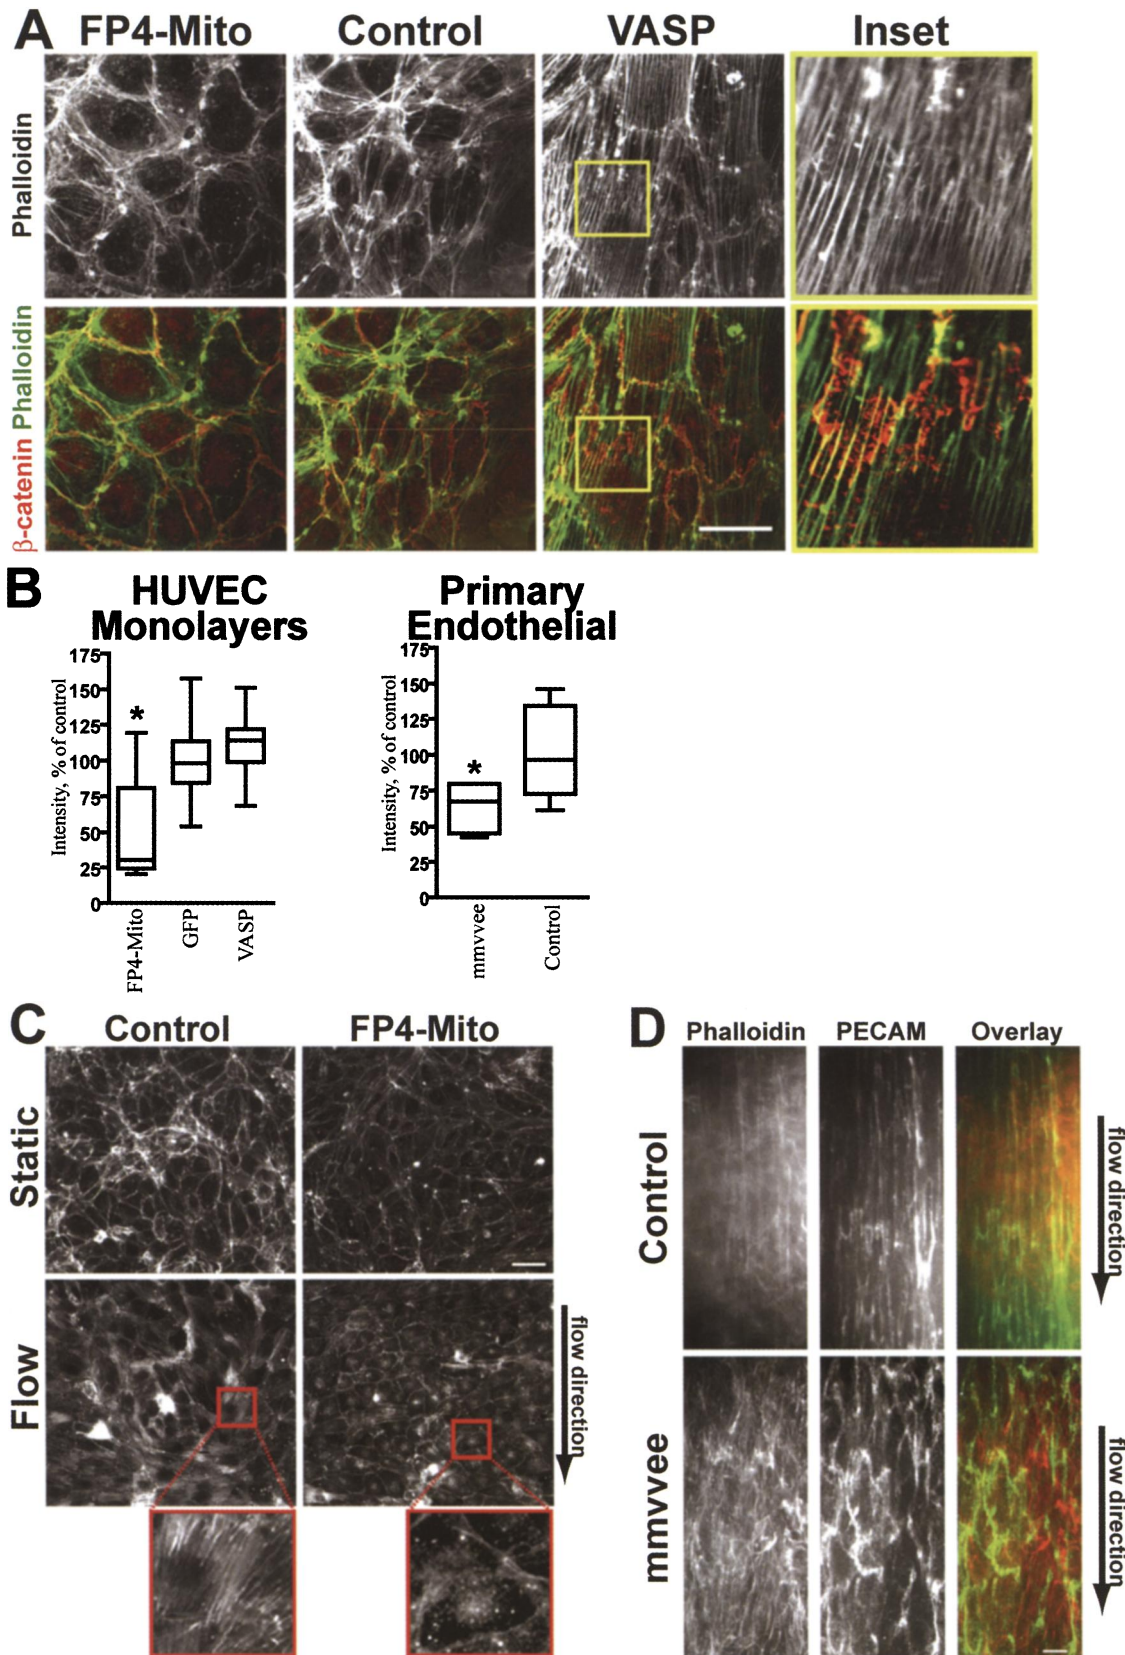 A
FP4-Mito
Control
VASP
Inset
Phalloidin
β-catenin Phalloidin
B
HUVEC
Monolayers
Intensity, % of control
175
150
125
100
75
50
25
0
*
FP4-Mito
GFP
VASP
Primary
Endothelial
Intensity, % of control
175
150
125
100
75
50
25
0
*
mmvvee
Control
C
Control
FP4-Mito
Static
Flow
flow direction
D
Phalloidin
PECAM
Overlay
Control
flow direction
mmvvee
flow direction